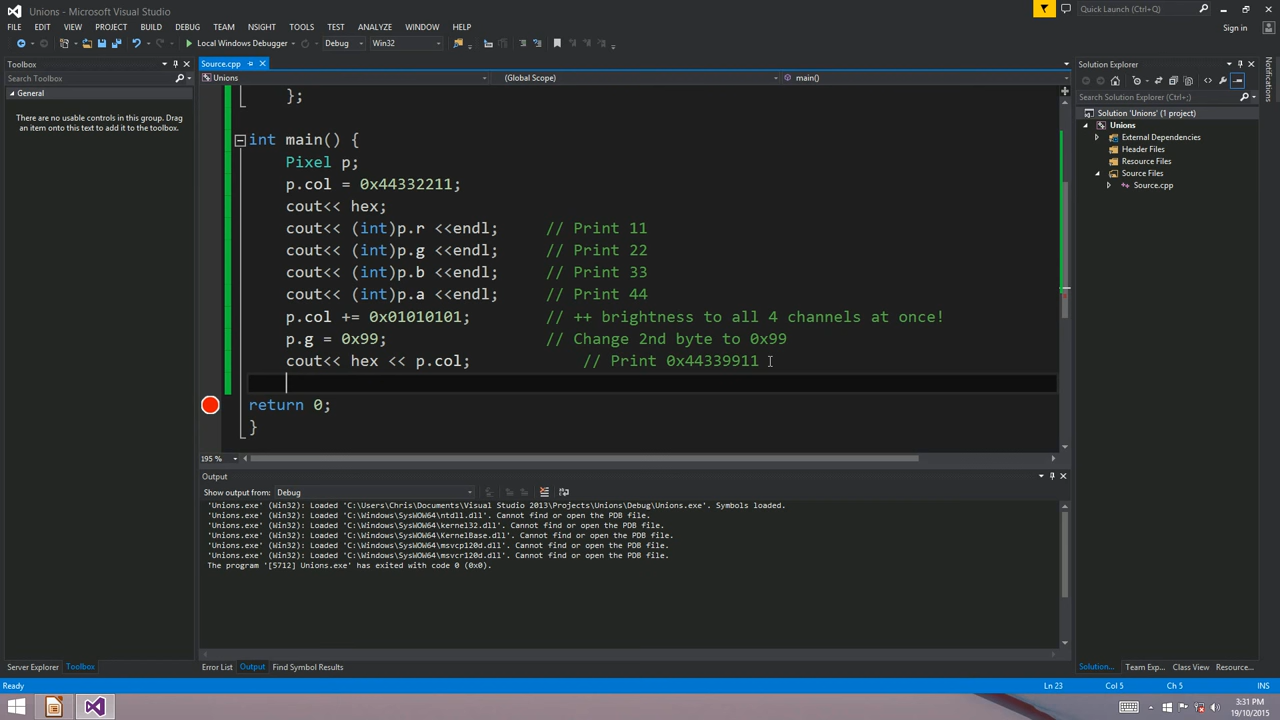 Unions - Microsoft Visual Studio
Quick Launch (Ctrl+Q)
FILE EDIT VIEW PROJECT BUILD DEBUG TEAM NSIGHT TOOLS TEST ANALYZE WINDOW HELP
Sign in
Local Windows Debugger Debug Win32
Toolbox
Search Toolbox
General
There are no usable controls in this group. Drag
an item onto this text to add it to the toolbox.
Source.cpp
Unions (Global Scope) main()
};
int main() {
Pixel p;
p.col = 0x44332211;
cout<< hex;
cout<< (int)p.r <<endl; // Print 11
cout<< (int)p.g <<endl; // Print 22
cout<< (int)p.b <<endl; // Print 33
cout<< (int)p.a <<endl; // Print 44
p.col += 0x01010101; // ++ brightness to all 4 channels at once!
p.g = 0x99; // Change 2nd byte to 0x99
cout<< hex << p.col; // Print 0x44339911
return 0;
}
195 %
Output
Show output from: Debug
'Unions.exe' (Win32): Loaded 'C:\Users\Chris\Documents\Visual Studio 2013\Projects\Unions\Debug\Unions.exe'. Symbols loaded.
'Unions.exe' (Win32): Loaded 'C:\Windows\SysWOW64\ntdll.dll'. Cannot find or open the PDB file.
'Unions.exe' (Win32): Loaded 'C:\Windows\SysWOW64\kernel32.dll'. Cannot find or open the PDB file.
'Unions.exe' (Win32): Loaded 'C:\Windows\SysWOW64\KernelBase.dll'. Cannot find or open the PDB file.
'Unions.exe' (Win32): Loaded 'C:\Windows\SysWOW64\msvcp120d.dll'. Cannot find or open the PDB file.
'Unions.exe' (Win32): Loaded 'C:\Windows\SysWOW64\msvcr120d.dll'. Cannot find or open the PDB file.
The program '[5712] Unions.exe' has exited with code 0 (0x0).
Solution Explorer
Search Solution Explorer (Ctrl+;)
Solution 'Unions' (1 project)
Unions
External Dependencies
Header Files
Resource Files
Source Files
Source.cpp
Notifications
Server Explorer Toolbox
Error List Output Find Symbol Results
Solution... Team Exp... Class View Resource...
Ready Ln 23 Col 5 Ch 5 INS
3:31 PM
19/10/2015